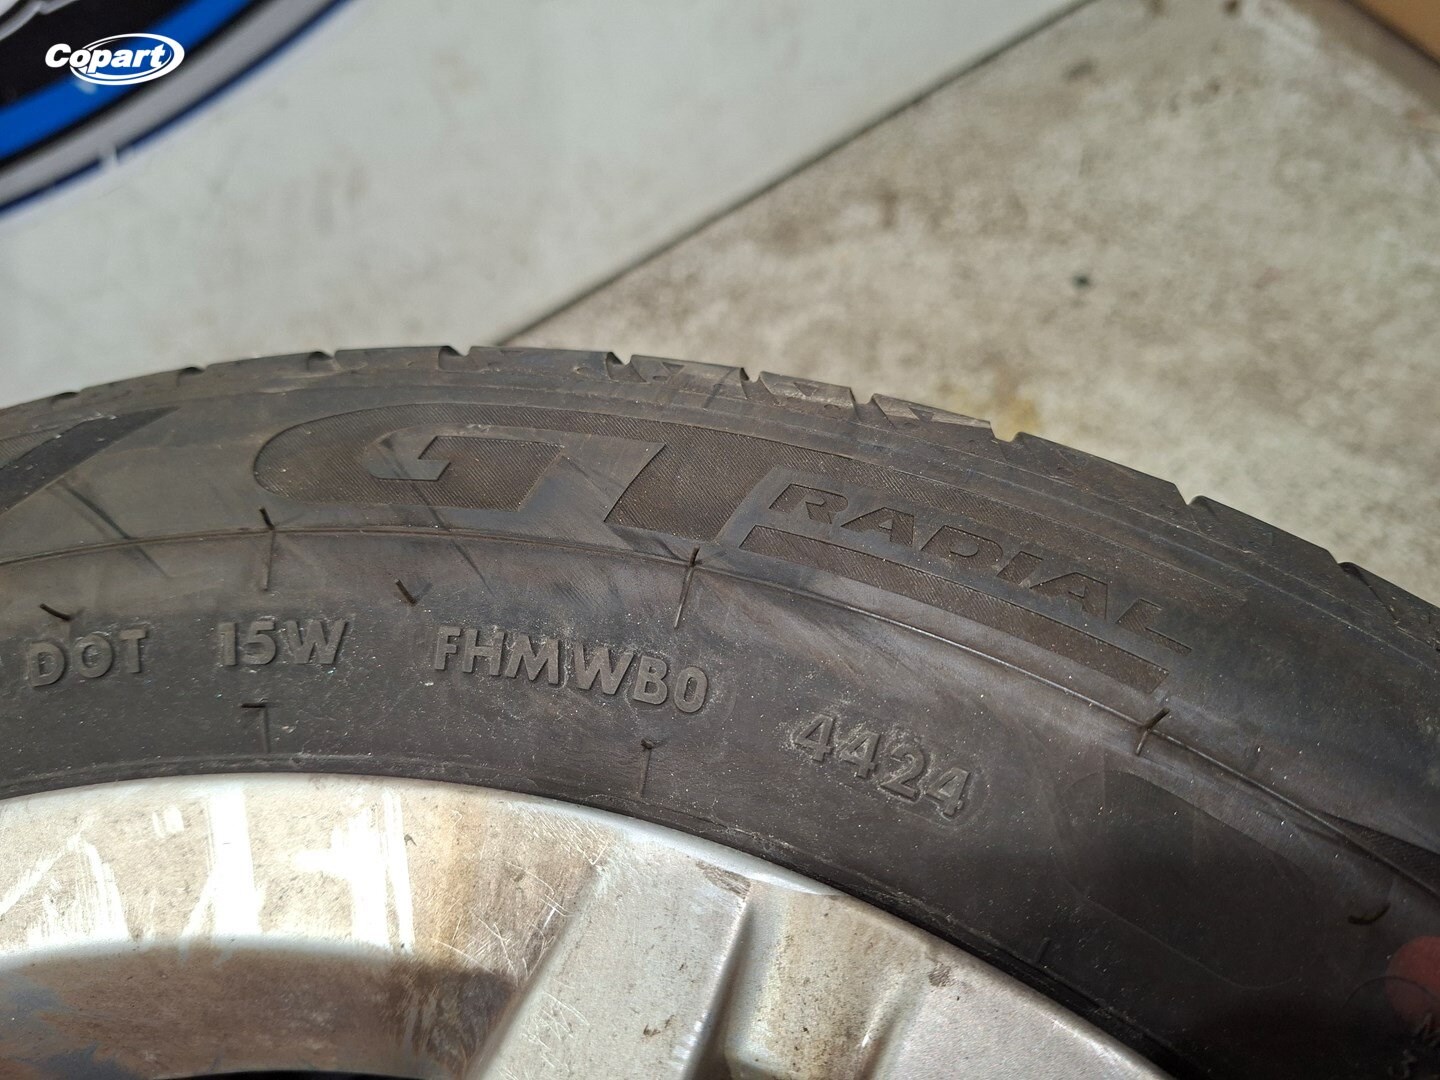 Copart
GT RADIAL
DOT 15W FHMWB0 4424